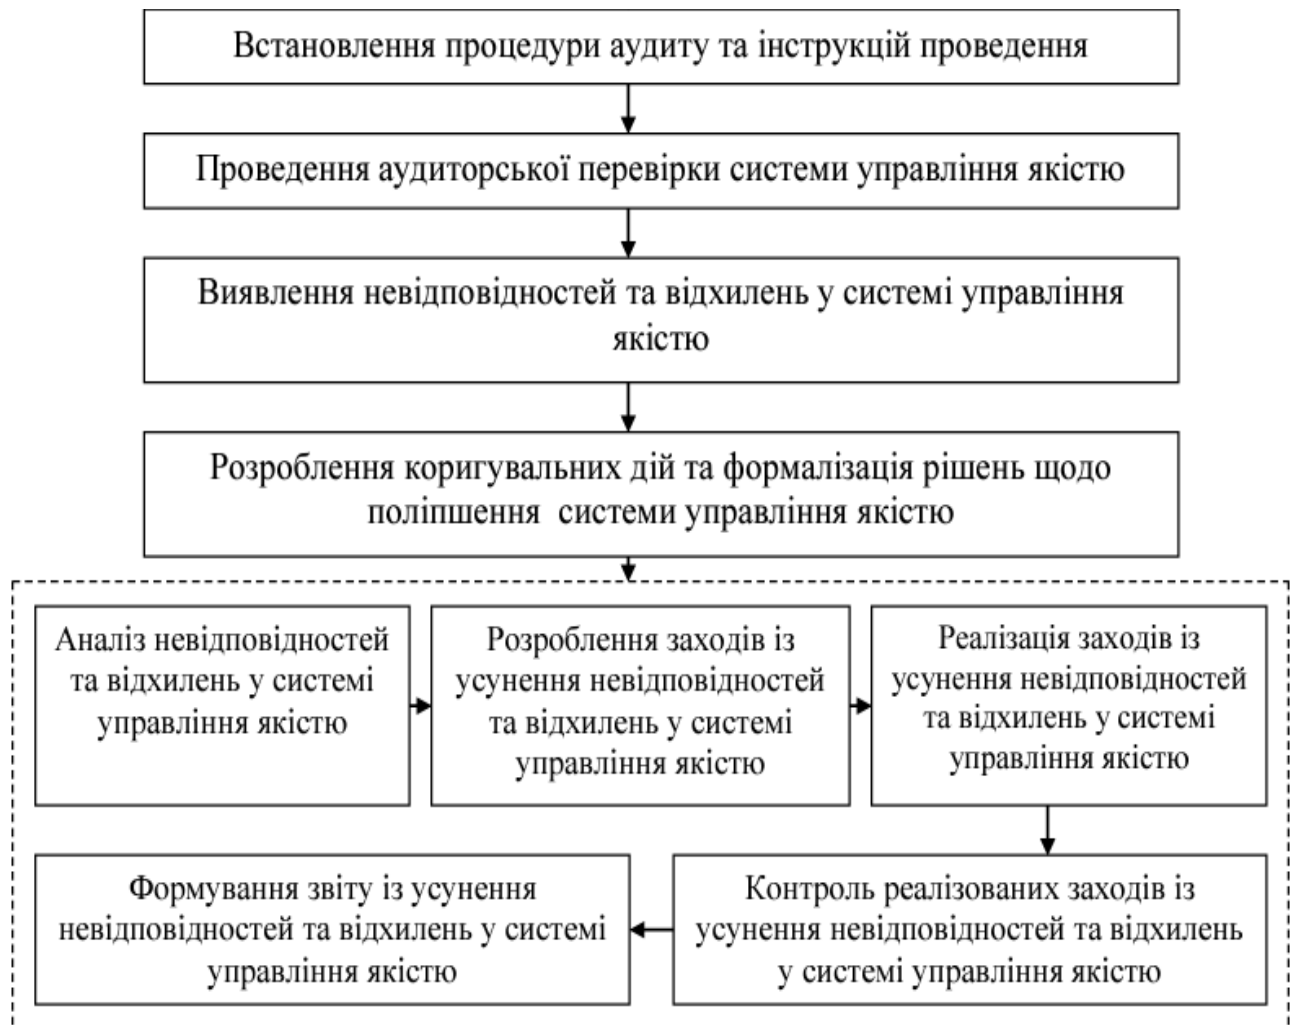 Встановлення процедури аудиту та інструкцій проведення
Проведення аудиторської перевірки системи управління якістю
Виявлення невідповідностей та відхилень у системі управління
якістю
Розроблення коригувальних дій та формалізація рішень щодо
поліпшення системи управління якістю
Аналіз невідповідностей
та відхилень у системі
управління якістю
Розроблення заходів із
усунення невідповідностей
та відхилень у системі
управління якістю
Реалізація заходів із
усунення невідповідностей
та відхилень у системі
управління якістю
Контроль реалізованих заходів із
усунення невідповідностей та відхилень
у системі управління якістю
Формування звіту із усунення
невідповідностей та відхилень у системі
управління якістю